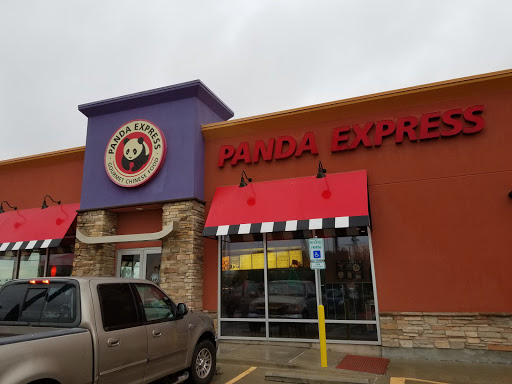 PANDA EXPRESS
GOURMET CHINESE FOOD
PANDA EXPRESS